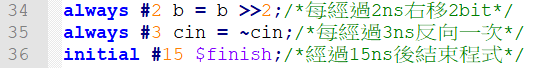 34 always #2 b = b >>2;/*每經過2ns右移2bit*/
35 always #3 cin = ~cin;/*每經過3ns反向一次*/
36 initial #15 $finish;/*經過15ns後結束程式*/